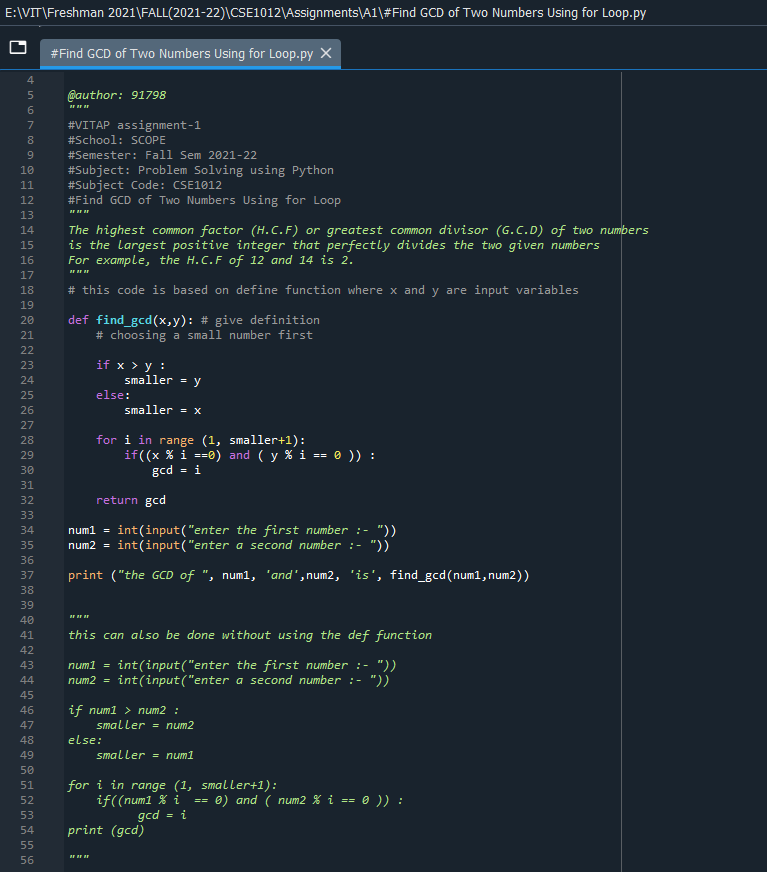 E:\VIT\Freshman 2021\FALL(2021-22)\CSE1012\Assignments\A1\#Find GCD of Two Numbers Using for Loop.py
#Find GCD of Two Numbers Using for Loop.py
4
5 @author: 91798
6 """
7 #VITAP assignment-1
8 #School: SCOPE
9 #Semester: Fall Sem 2021-22
10 #Subject: Problem Solving using Python
11 #Subject Code: CSE1012
12 #Find GCD of Two Numbers Using for Loop
13 """
14 The highest common factor (H.C.F) or greatest common divisor (G.C.D) of two numbers
15 is the largest positive integer that perfectly divides the two given numbers
16 For example, the H.C.F of 12 and 14 is 2.
17 """
18 # this code is based on define function where x and y are input variables
19
20 def find_gcd(x,y): # give definition
21     # choosing a small number first
22
23     if x > y :
24         smaller = y
25     else:
26         smaller = x
27
28     for i in range (1, smaller+1):
29         if((x % i ==0) and ( y % i == 0 )) :
30             gcd = i
31
32     return gcd
33
34 num1 = int(input("enter the first number :- "))
35 num2 = int(input("enter a second number :- "))
36
37 print ("the GCD of ", num1, 'and',num2, 'is', find_gcd(num1,num2))
38
39
40 """
41 this can also be done without using the def function
42
43 num1 = int(input("enter the first number :- "))
44 num2 = int(input("enter a second number :- "))
45
46 if num1 > num2 :
47     smaller = num2
48 else:
49     smaller = num1
50
51 for i in range (1, smaller+1):
52     if((num1 % i  == 0) and ( num2 % i == 0 )) :
53           gcd = i
54 print (gcd)
55
56 """